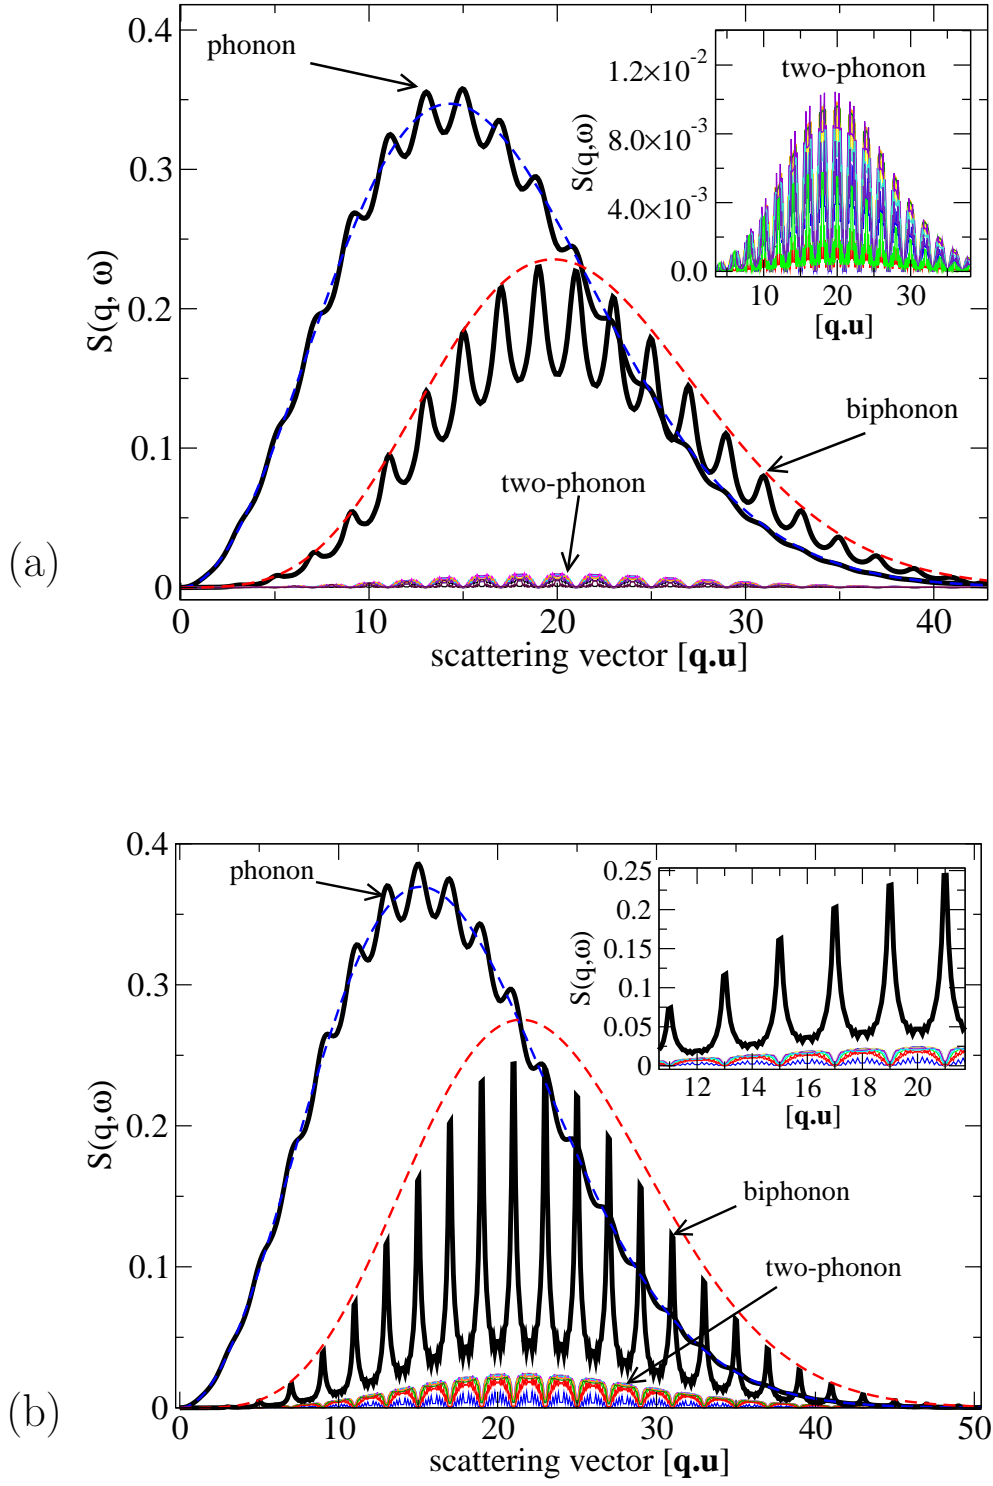 0.4
phonon
1.2×10-2
two-phonon
S(q,ω)
8.0×10-3
0.3
4.0×10-3
0.0
10 20 30
[q.u]
S(q, ω)
0.2
biphonon
0.1
two-phonon
(a)
0
0 10 20 30 40
scattering vector [q.u]
0.4
phonon
0.25
0.2
S(q,ω)
0.15
0.1
0.05
0
0.3
12 14 16 18 20
[q.u]
S(q,ω)
0.2
biphonon
two-phonon
0.1
(b)
0
0 10 20 30 40 50
scattering vector [q.u]